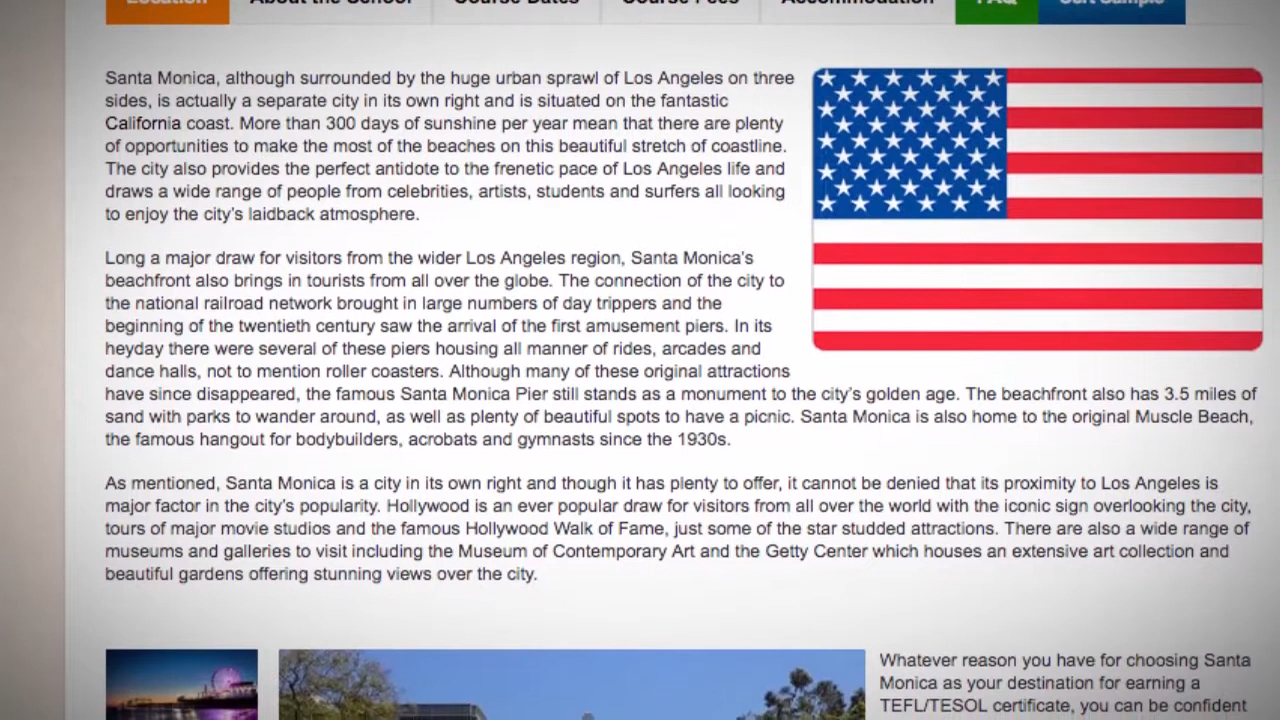 Location About the School Course Dates Course Fees Accommodation FAQ Cert Sample
Santa Monica, although surrounded by the huge urban sprawl of Los Angeles on three
sides, is actually a separate city in its own right and is situated on the fantastic
California coast. More than 300 days of sunshine per year mean that there are plenty
of opportunities to make the most of the beaches on this beautiful stretch of coastline.
The city also provides the perfect antidote to the frenetic pace of Los Angeles life and
draws a wide range of people from celebrities, artists, students and surfers all looking
to enjoy the city's laidback atmosphere.
Long a major draw for visitors from the wider Los Angeles region, Santa Monica's
beachfront also brings in tourists from all over the globe. The connection of the city to
the national railroad network brought in large numbers of day trippers and the
beginning of the twentieth century saw the arrival of the first amusement piers. In its
heyday there were several of these piers housing all manner of rides, arcades and
dance halls, not to mention roller coasters. Although many of these original attractions
have since disappeared, the famous Santa Monica Pier still stands as a monument to the city's golden age. The beachfront also has 3.5 miles of
sand with parks to wander around, as well as plenty of beautiful spots to have a picnic. Santa Monica is also home to the original Muscle Beach,
the famous hangout for bodybuilders, acrobats and gymnasts since the 1930s.
As mentioned, Santa Monica is a city in its own right and though it has plenty to offer, it cannot be denied that its proximity to Los Angeles is
major factor in the city's popularity. Hollywood is an ever popular draw for visitors from all over the world with the iconic sign overlooking the city,
tours of major movie studios and the famous Hollywood Walk of Fame, just some of the star studded attractions. There are also a wide range of
museums and galleries to visit including the Museum of Contemporary Art and the Getty Center which houses an extensive art collection and
beautiful gardens offering stunning views over the city.
Whatever reason you have for choosing Santa
Monica as your destination for earning a
TEFL/TESOL certificate, you can be confident